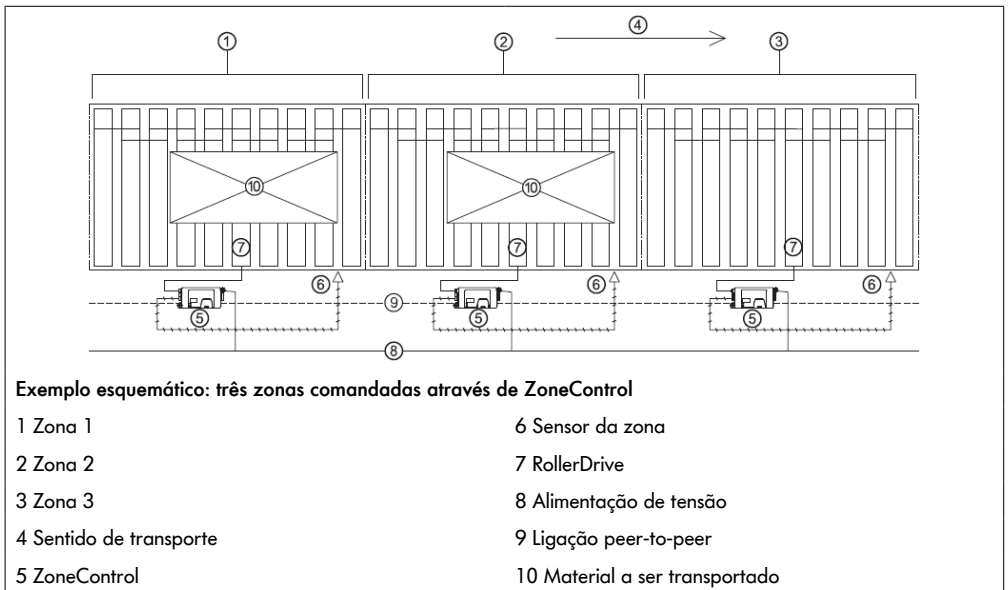 1 2 4 3
10 10
7 7 7
6 6 6
9
5 5 5
8
Exemplo esquemático: três zonas comandadas através de ZoneControl
1 Zona 1
2 Zona 2
3 Zona 3
4 Sentido de transporte
5 ZoneControl
6 Sensor da zona
7 RollerDrive
8 Alimentação de tensão
9 Ligação peer-to-peer
10 Material a ser transportado